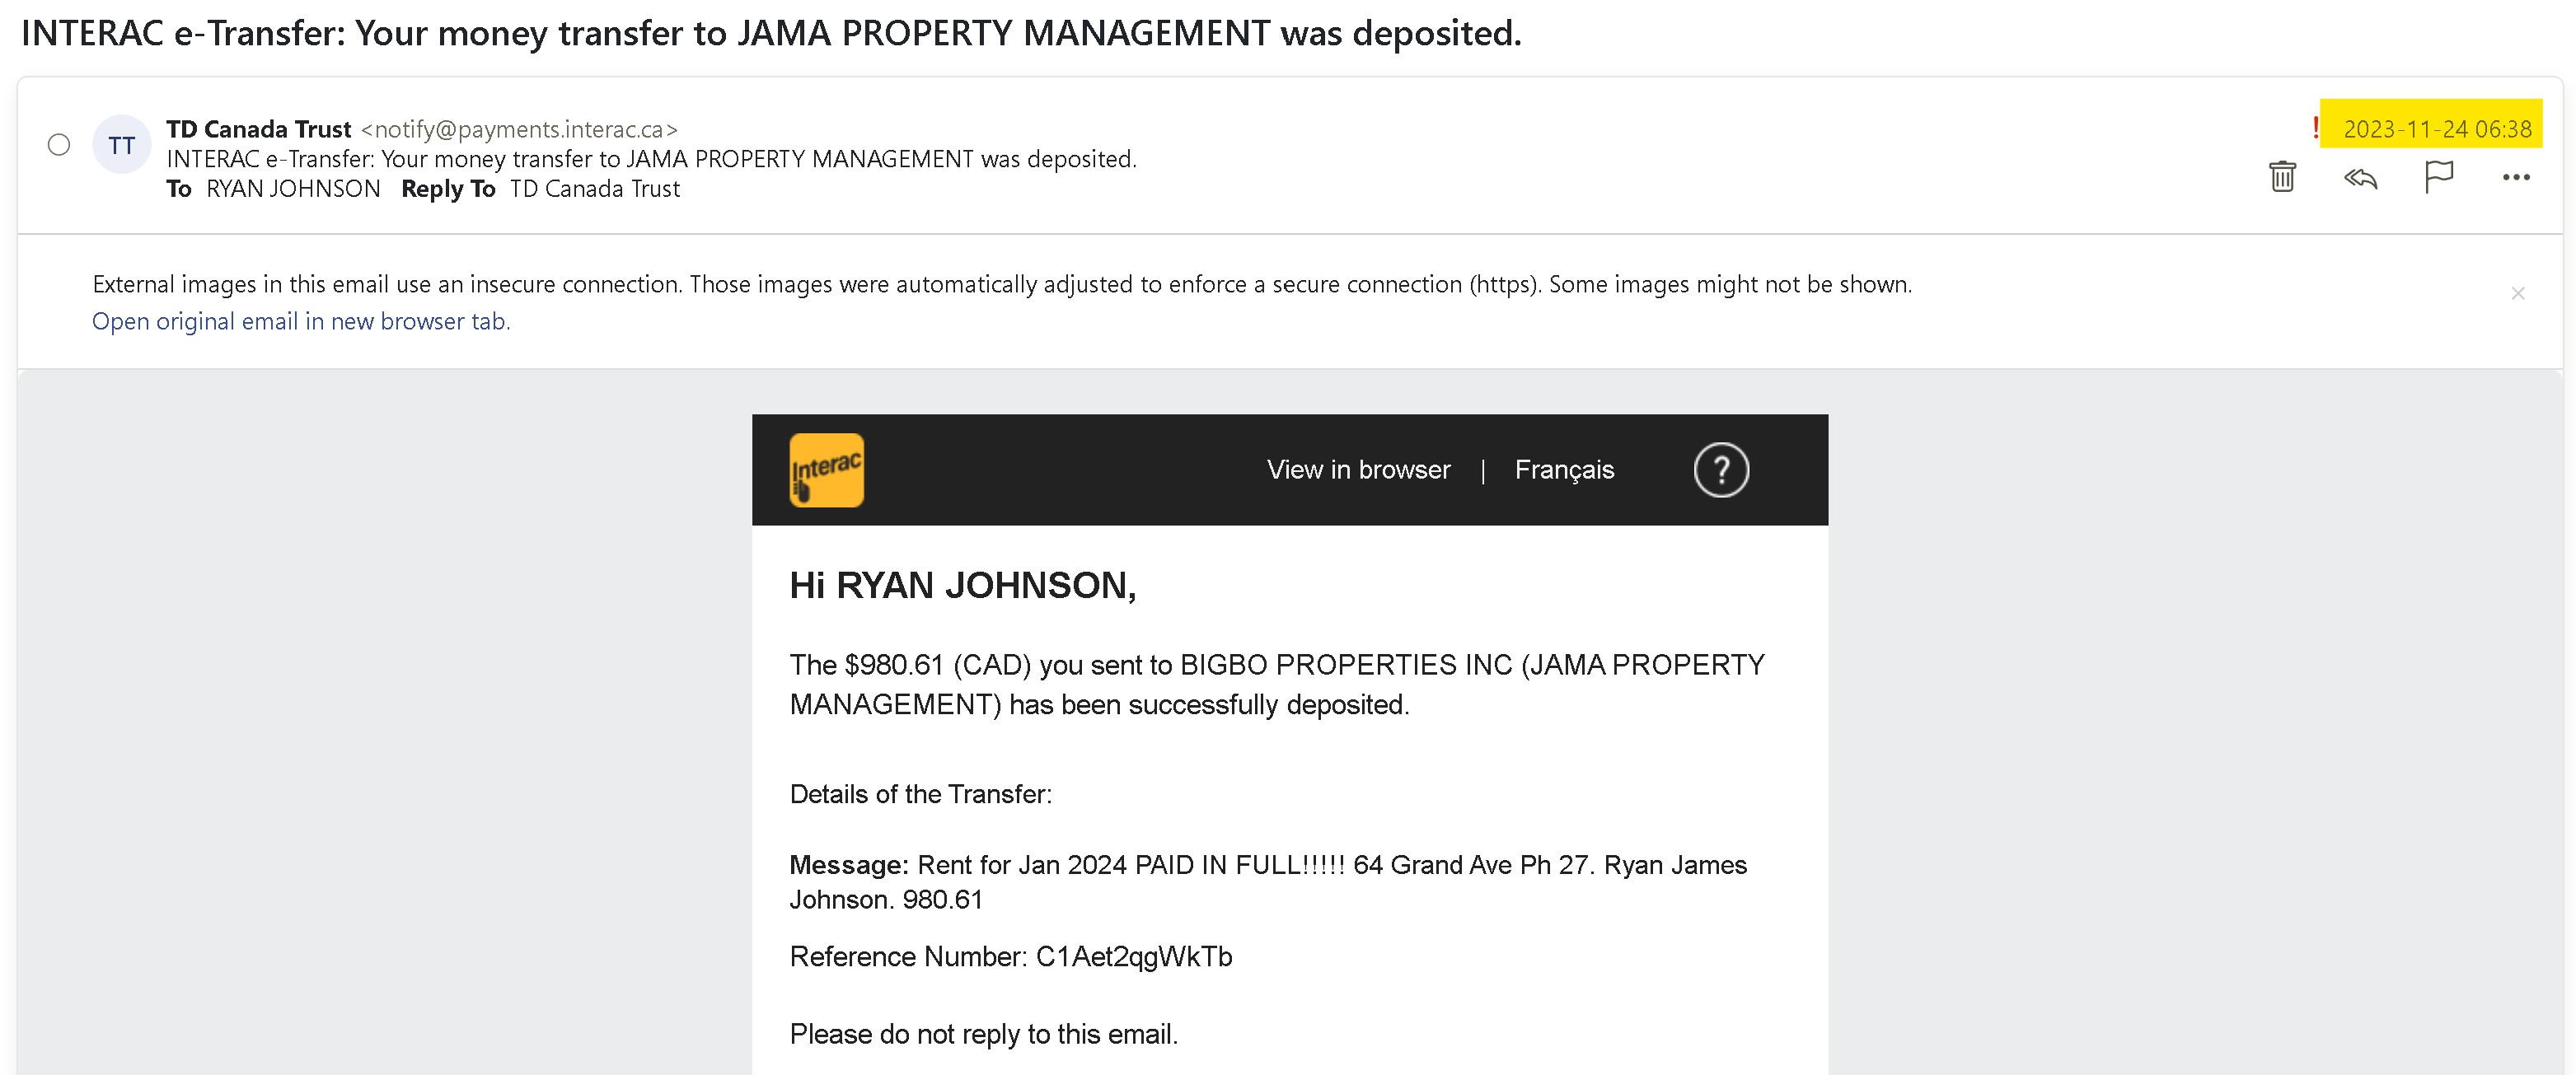 INTERAC e-Transfer: Your money transfer to JAMA PROPERTY MANAGEMENT was deposited.
TT
TD Canada Trust <notify@payments.interac.ca>
! 2023-11-24 06:38
INTERAC e-Transfer: Your money transfer to JAMA PROPERTY MANAGEMENT was deposited.
To RYAN JOHNSON Reply To TD Canada Trust
External images in this email use an insecure connection. Those images were automatically adjusted to enforce a secure connection (https). Some images might not be shown.
Open original email in new browser tab.
Interac
View in browser | Français ?
Hi RYAN JOHNSON,
The $980.61 (CAD) you sent to BIGBO PROPERTIES INC (JAMA PROPERTY
MANAGEMENT) has been successfully deposited.
Details of the Transfer:
Message: Rent for Jan 2024 PAID IN FULL!!!!! 64 Grand Ave Ph 27. Ryan James
Johnson. 980.61
Reference Number: C1Aet2qgWkTb
Please do not reply to this email.